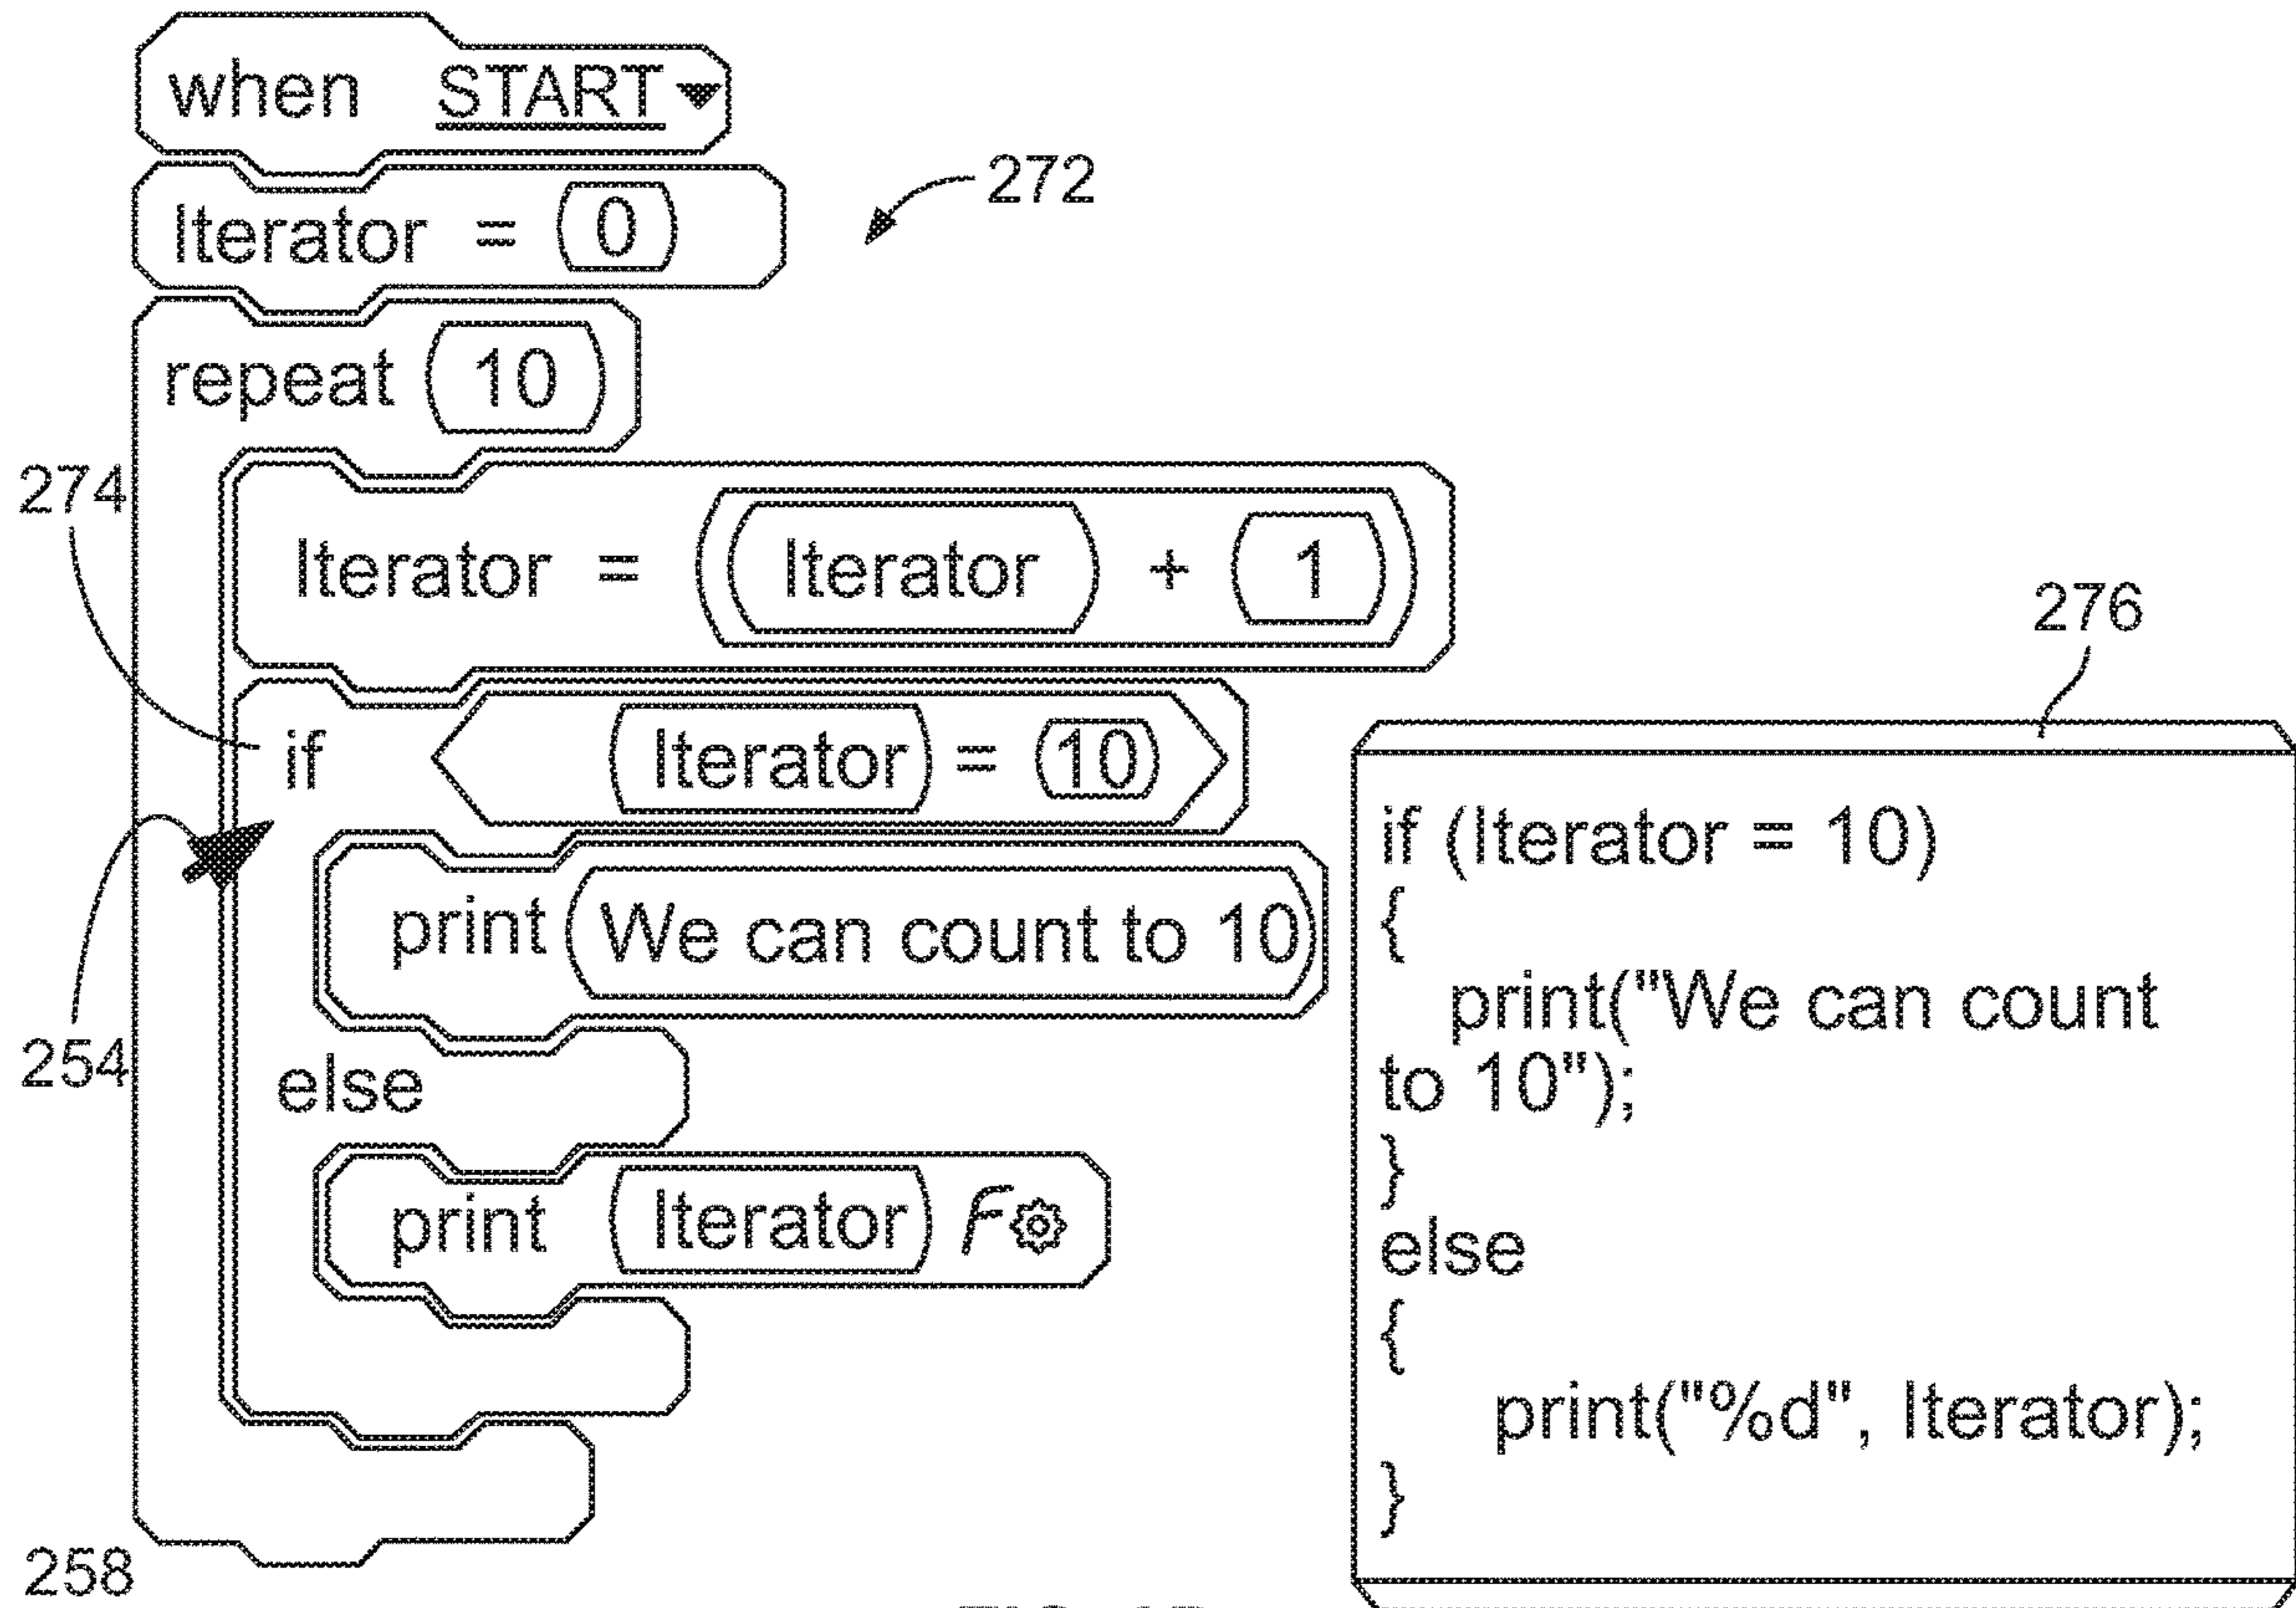 when START
272
Iterator = 0
repeat 10
274
Iterator = Iterator + 1
276
if Iterator = 10
254
print We can count to 10
else
print Iterator F
258
if (Iterator = 10)
{
print("We can count
to 10");
}
else
{
print("%d", Iterator);
}